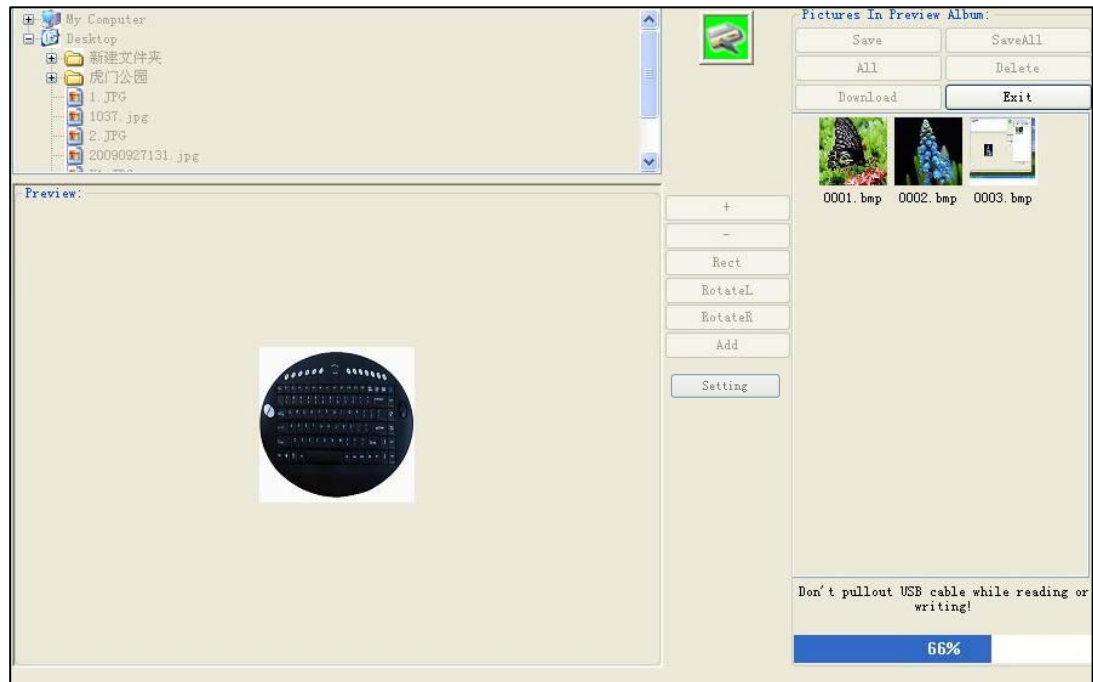 My Computer
Desktop
新建文件夹
虎门公园
1.JPG
1037.jpg
2.JPG
20090927131.jpg
Preview:
+
-
Rect
RotateL
RotateR
Add
Setting
Pictures In Preview Album:
Save SaveAll
All Delete
Download Exit
0001.bmp 0002.bmp 0003.bmp
Don't pullout USB cable while reading or
writing!
66%